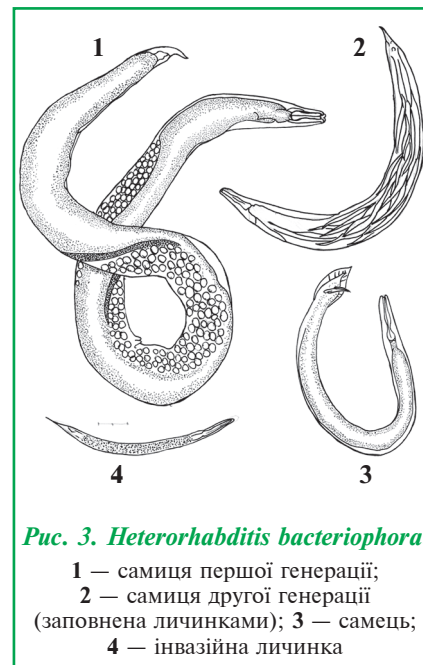 1
2
3
4
Рис. 3. Heterorhabditis bacteriophora
1 — самиця першої генерації;
2 — самиця другої генерації
(заповнена личинками); 3 — самець;
4 — інвазійна личинка